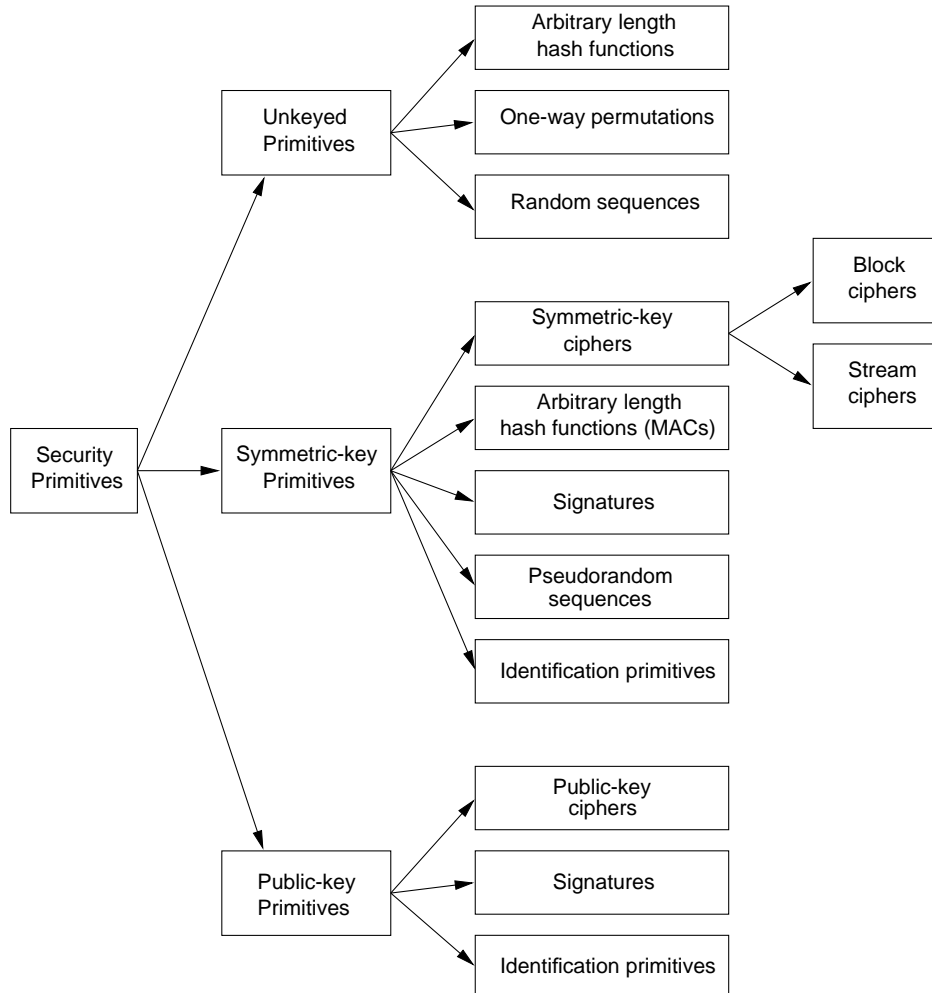 Arbitrary length
hash functions
Unkeyed
Primitives
One-way permutations
Random sequences
Block
ciphers
Symmetric-key
ciphers
Stream
ciphers
Arbitrary length
hash functions (MACs)
Security
Primitives
Symmetric-key
Primitives
Signatures
Pseudorandom
sequences
Identification primitives
Public-key
ciphers
Public-key
Primitives
Signatures
Identification primitives